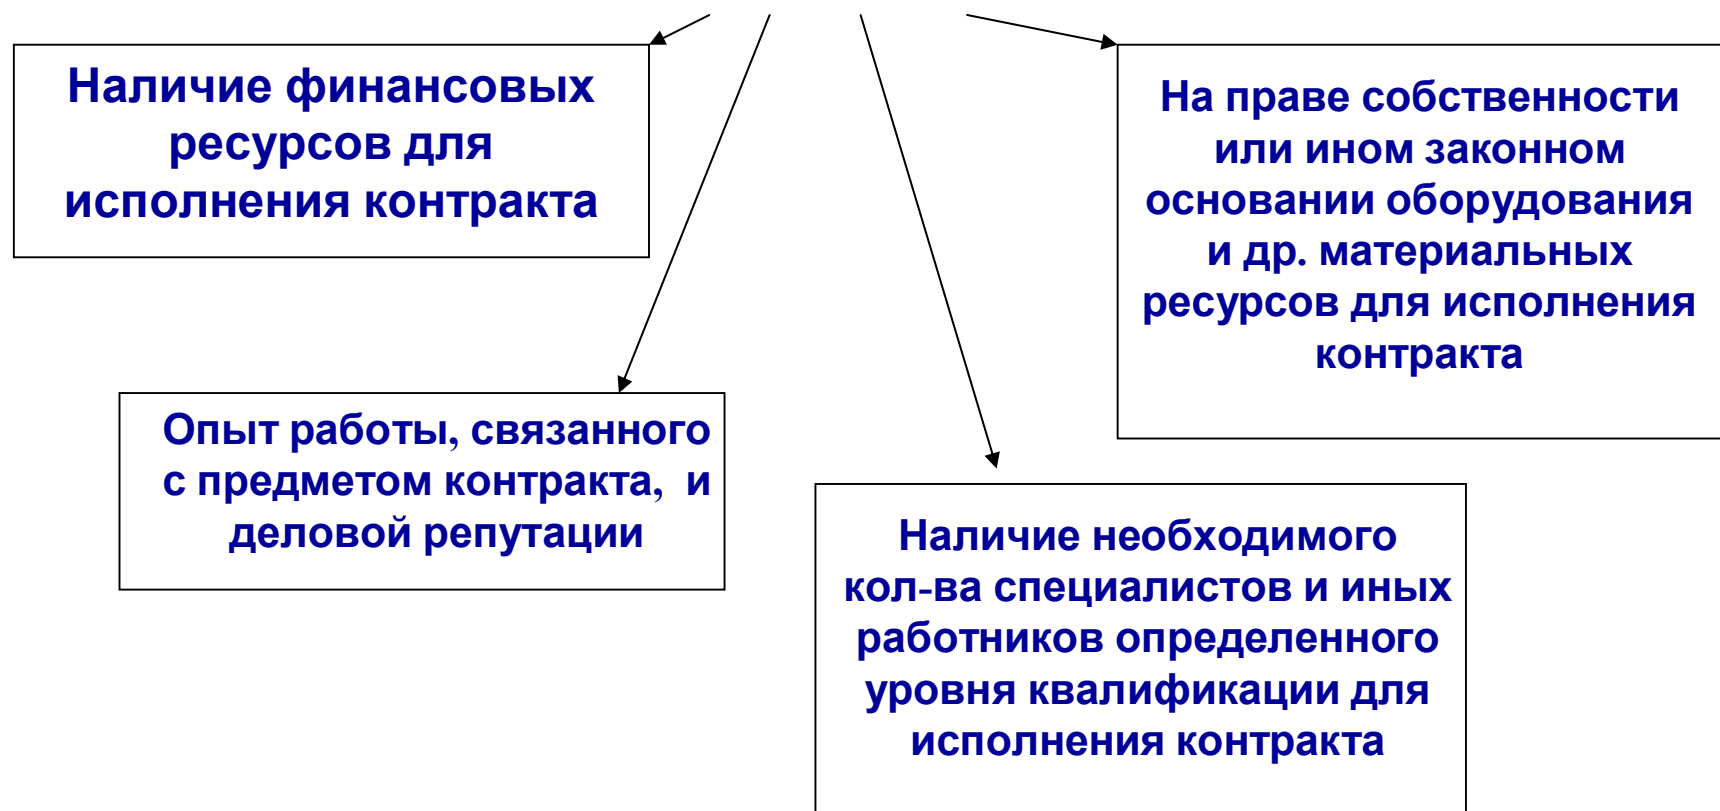 Наличие финансовых
ресурсов для
исполнения контракта
На праве собственности
или ином законном
основании оборудования
и др. материальных
ресурсов для исполнения
контракта
Опыт работы, связанного
с предметом контракта, и
деловой репутации
Наличие необходимого
кол-ва специалистов и иных
работников определенного
уровня квалификации для
исполнения контракта